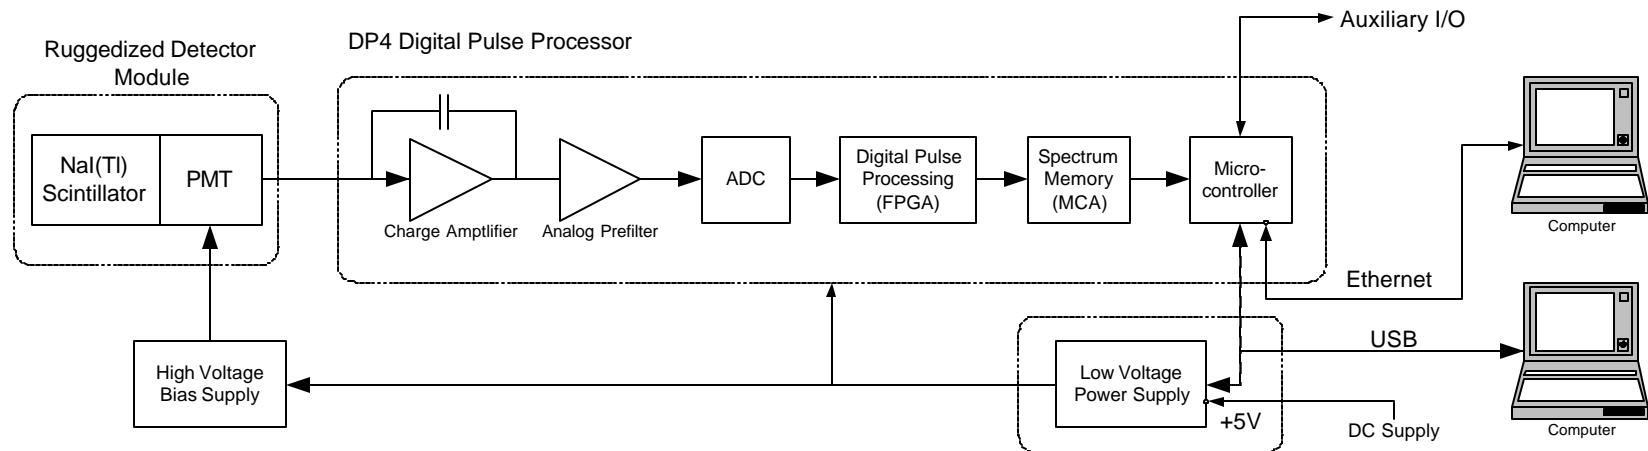 Auxiliary I/O
DP4 Digital Pulse Processor
Ruggedized Detector
Module
NaI(Tl)
Scintillator
PMT
Charge Amptlifier
Analog Prefilter
ADC
Digital Pulse
Processing
(FPGA)
Spectrum
Memory
(MCA)
Micro-
controller
Computer
Ethernet
USB
High Voltage
Bias Supply
Low Voltage
Power Supply
+5V
DC Supply
Computer